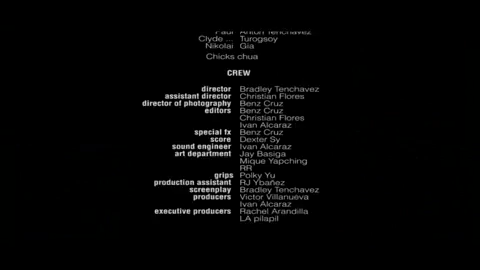 Paul Anton Tenchavez
Clyde ... Turogsoy
Nikolai Gia
Chicks chua
CREW
director Bradley Tenchavez
assistant director Christian Flores
director of photography Benz Cruz
editors Benz Cruz
Christian Flores
Ivan Alcaraz
special fx Benz Cruz
score Dexter Sy
sound engineer Ivan Alcaraz
art department Jay Basiga
Mique Yapching
RR
grips Polky Yu
production assistant RJ Ybañez
screenplay Bradley Tenchavez
producers Victor Villanueva
Ivan Alcaraz
executive producers Rachel Arandilla
LA pilapil